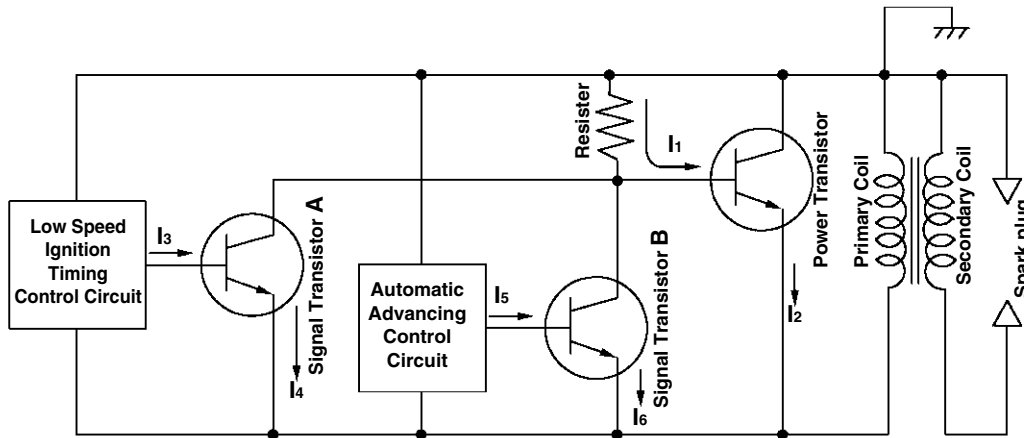 Low Speed
Ignition
Timing
Control Circuit
I3
Signal Transistor A
I4
Automatic
Advancing
Control
Circuit
I5
Signal Transistor B
I6
Resister
I1
Power Transistor
I2
Primary Coil
Secondary Coil
Spark plug